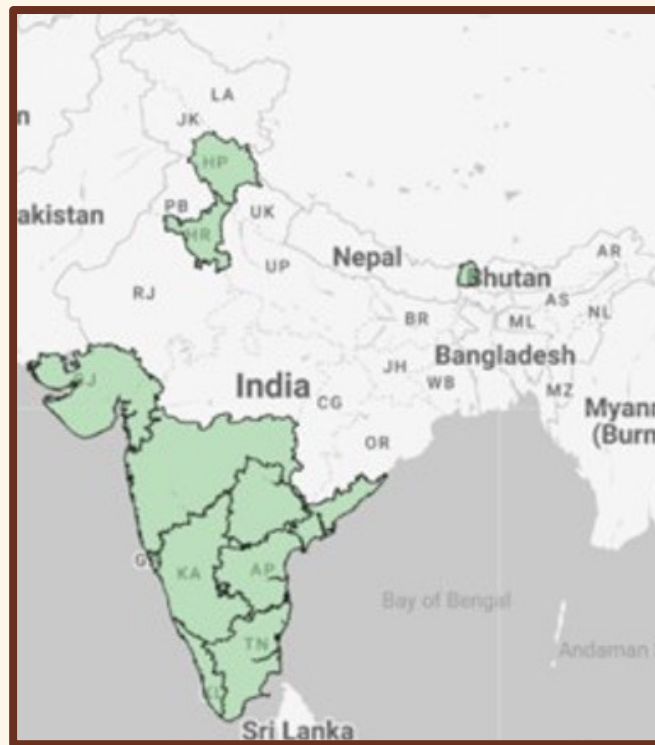 LA
JK
n
HP
PB
akistan
UK
HR
Nepal
AR
UP
Bhutan
RJ
AS
NL
BR
ML
Bangladesh
JH
WB
India
MZ
CG
Myanm
(Burn
OR
KA
AP
Bay of Bengal
TN
Andaman
Sri Lanka